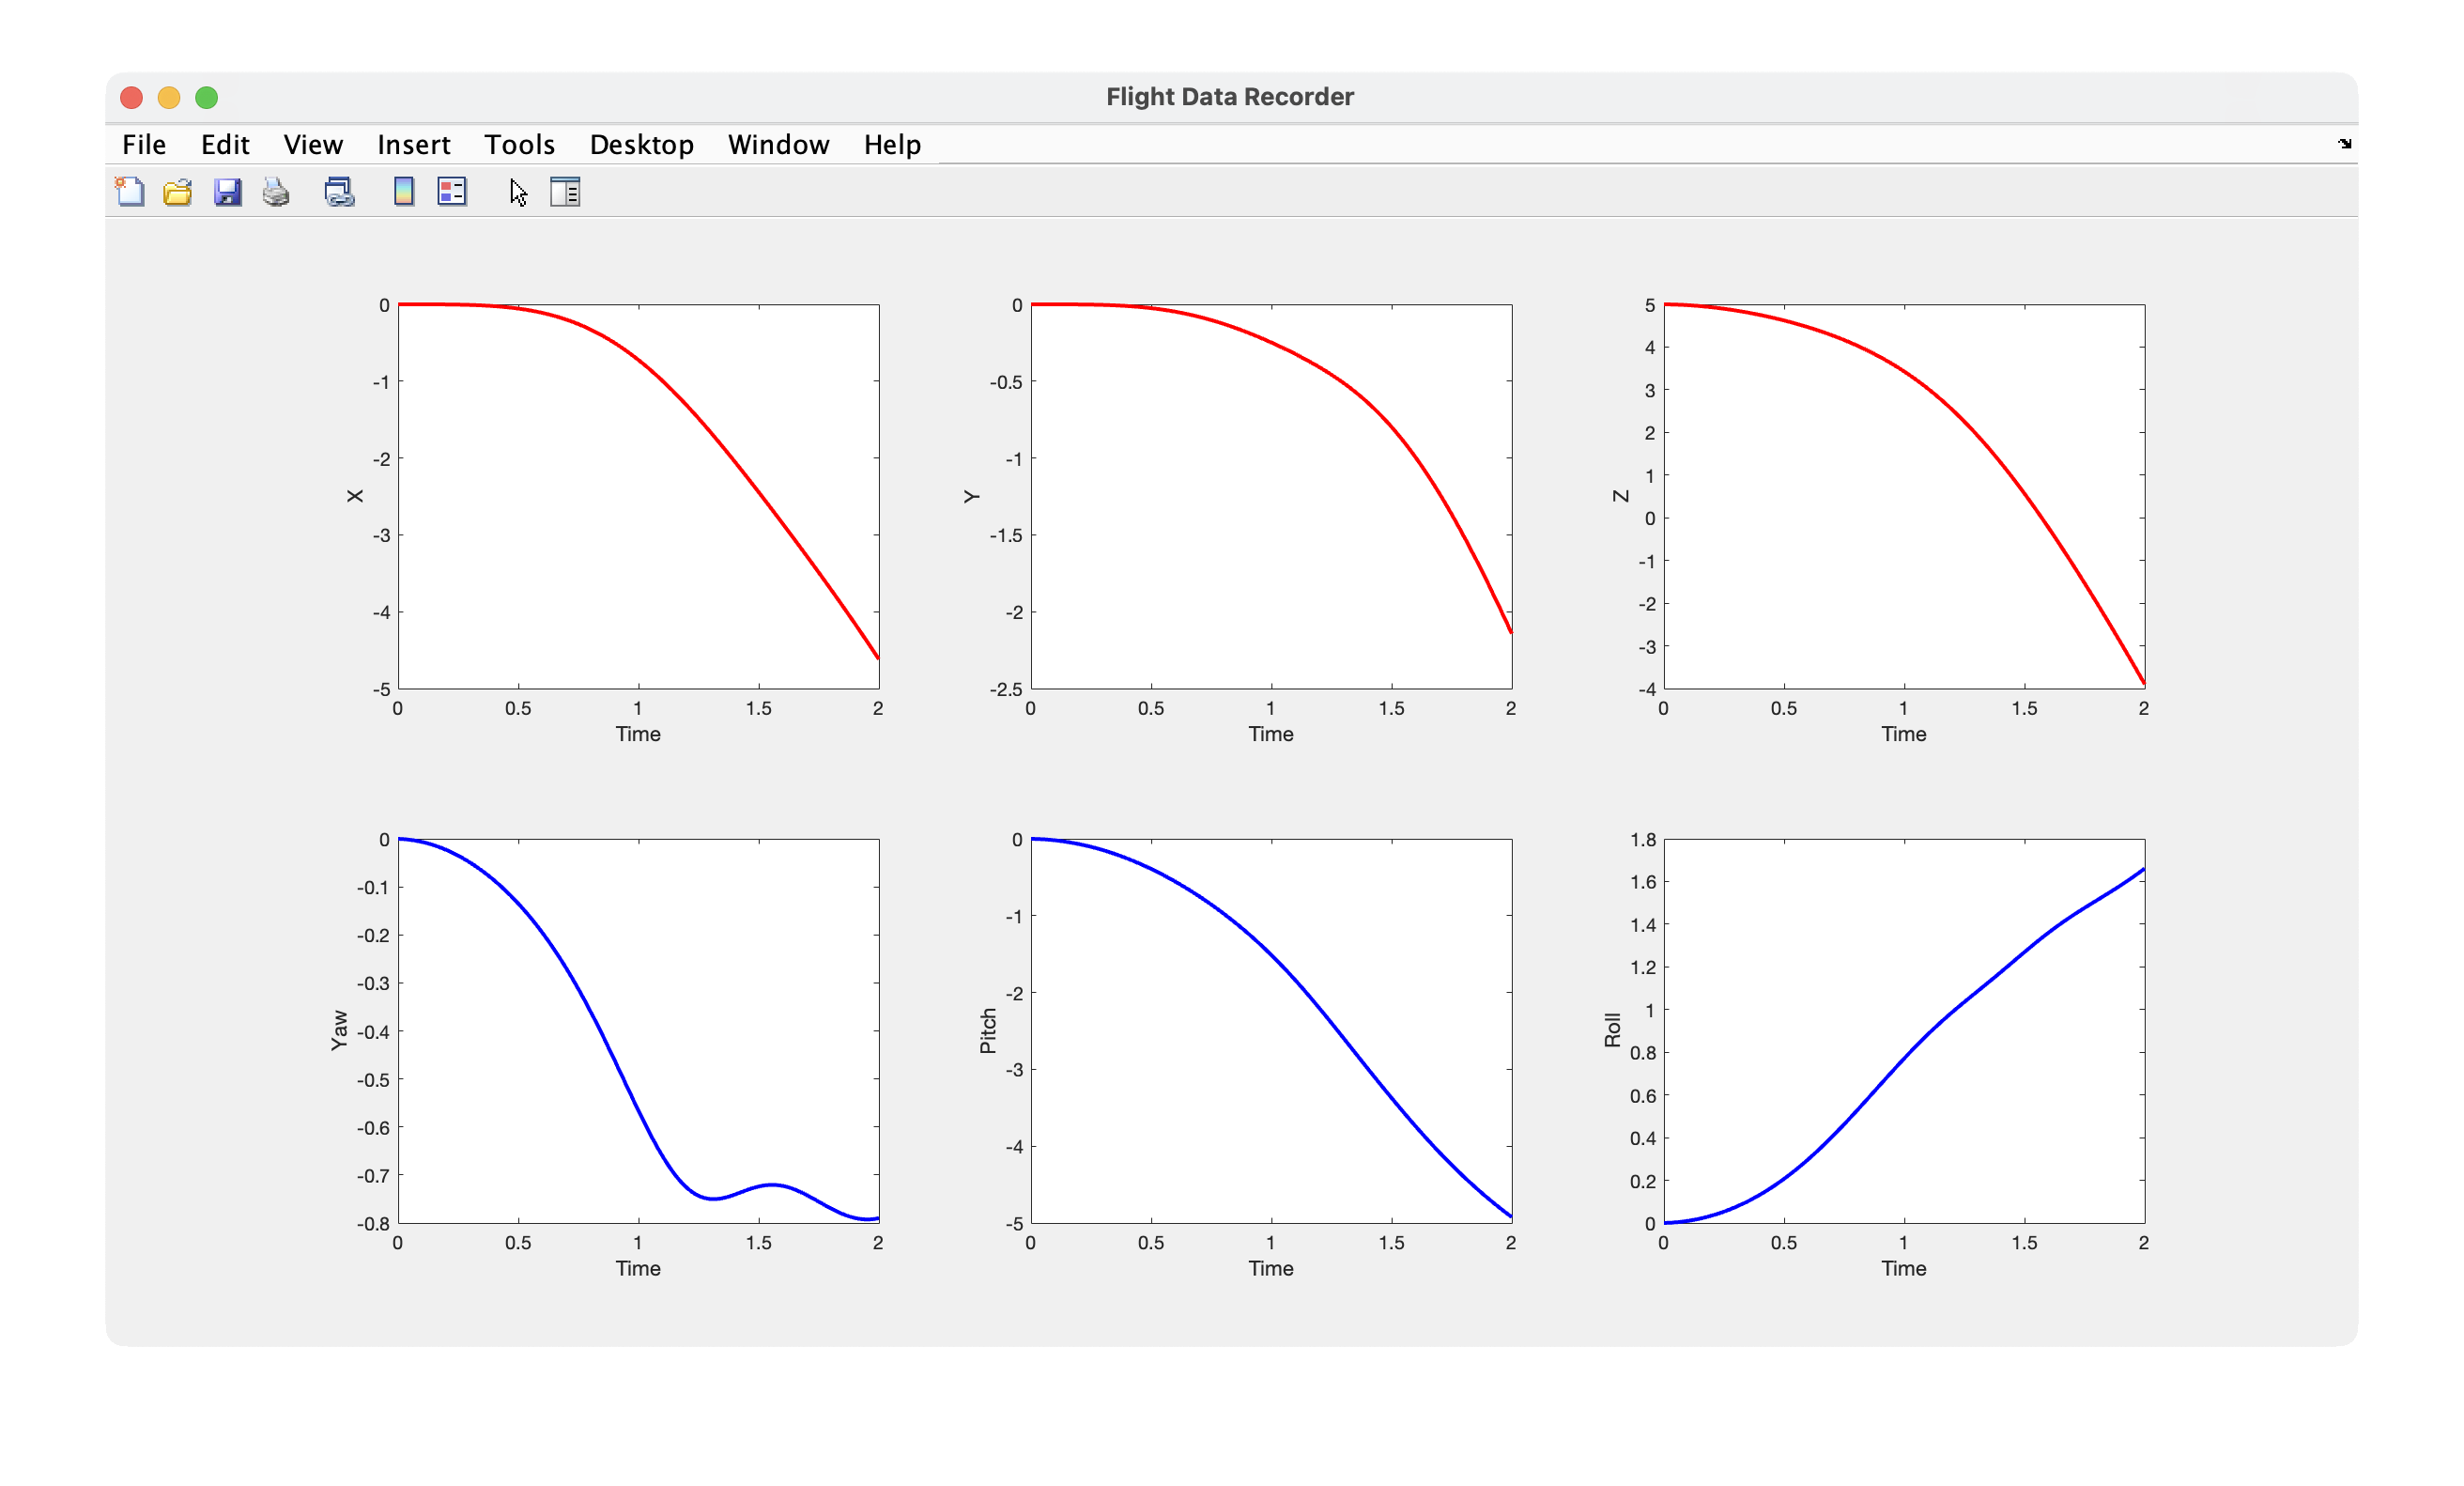 Flight Data Recorder
File Edit View Insert Tools Desktop Window Help
0
-1
-2
-3
-4
-5
X
0 0.5 1 1.5 2
Time
0
-0.5
-1
-1.5
-2
-2.5
Y
0 0.5 1 1.5 2
Time
5
4
3
2
1
0
-1
-2
-3
-4
Z
0 0.5 1 1.5 2
Time
0
-0.1
-0.2
-0.3
-0.4
-0.5
-0.6
-0.7
-0.8
Yaw
0 0.5 1 1.5 2
Time
0
-1
-2
-3
-4
-5
Pitch
0 0.5 1 1.5 2
Time
1.8
1.6
1.4
1.2
1
0.8
0.6
0.4
0.2
0
Roll
0 0.5 1 1.5 2
Time